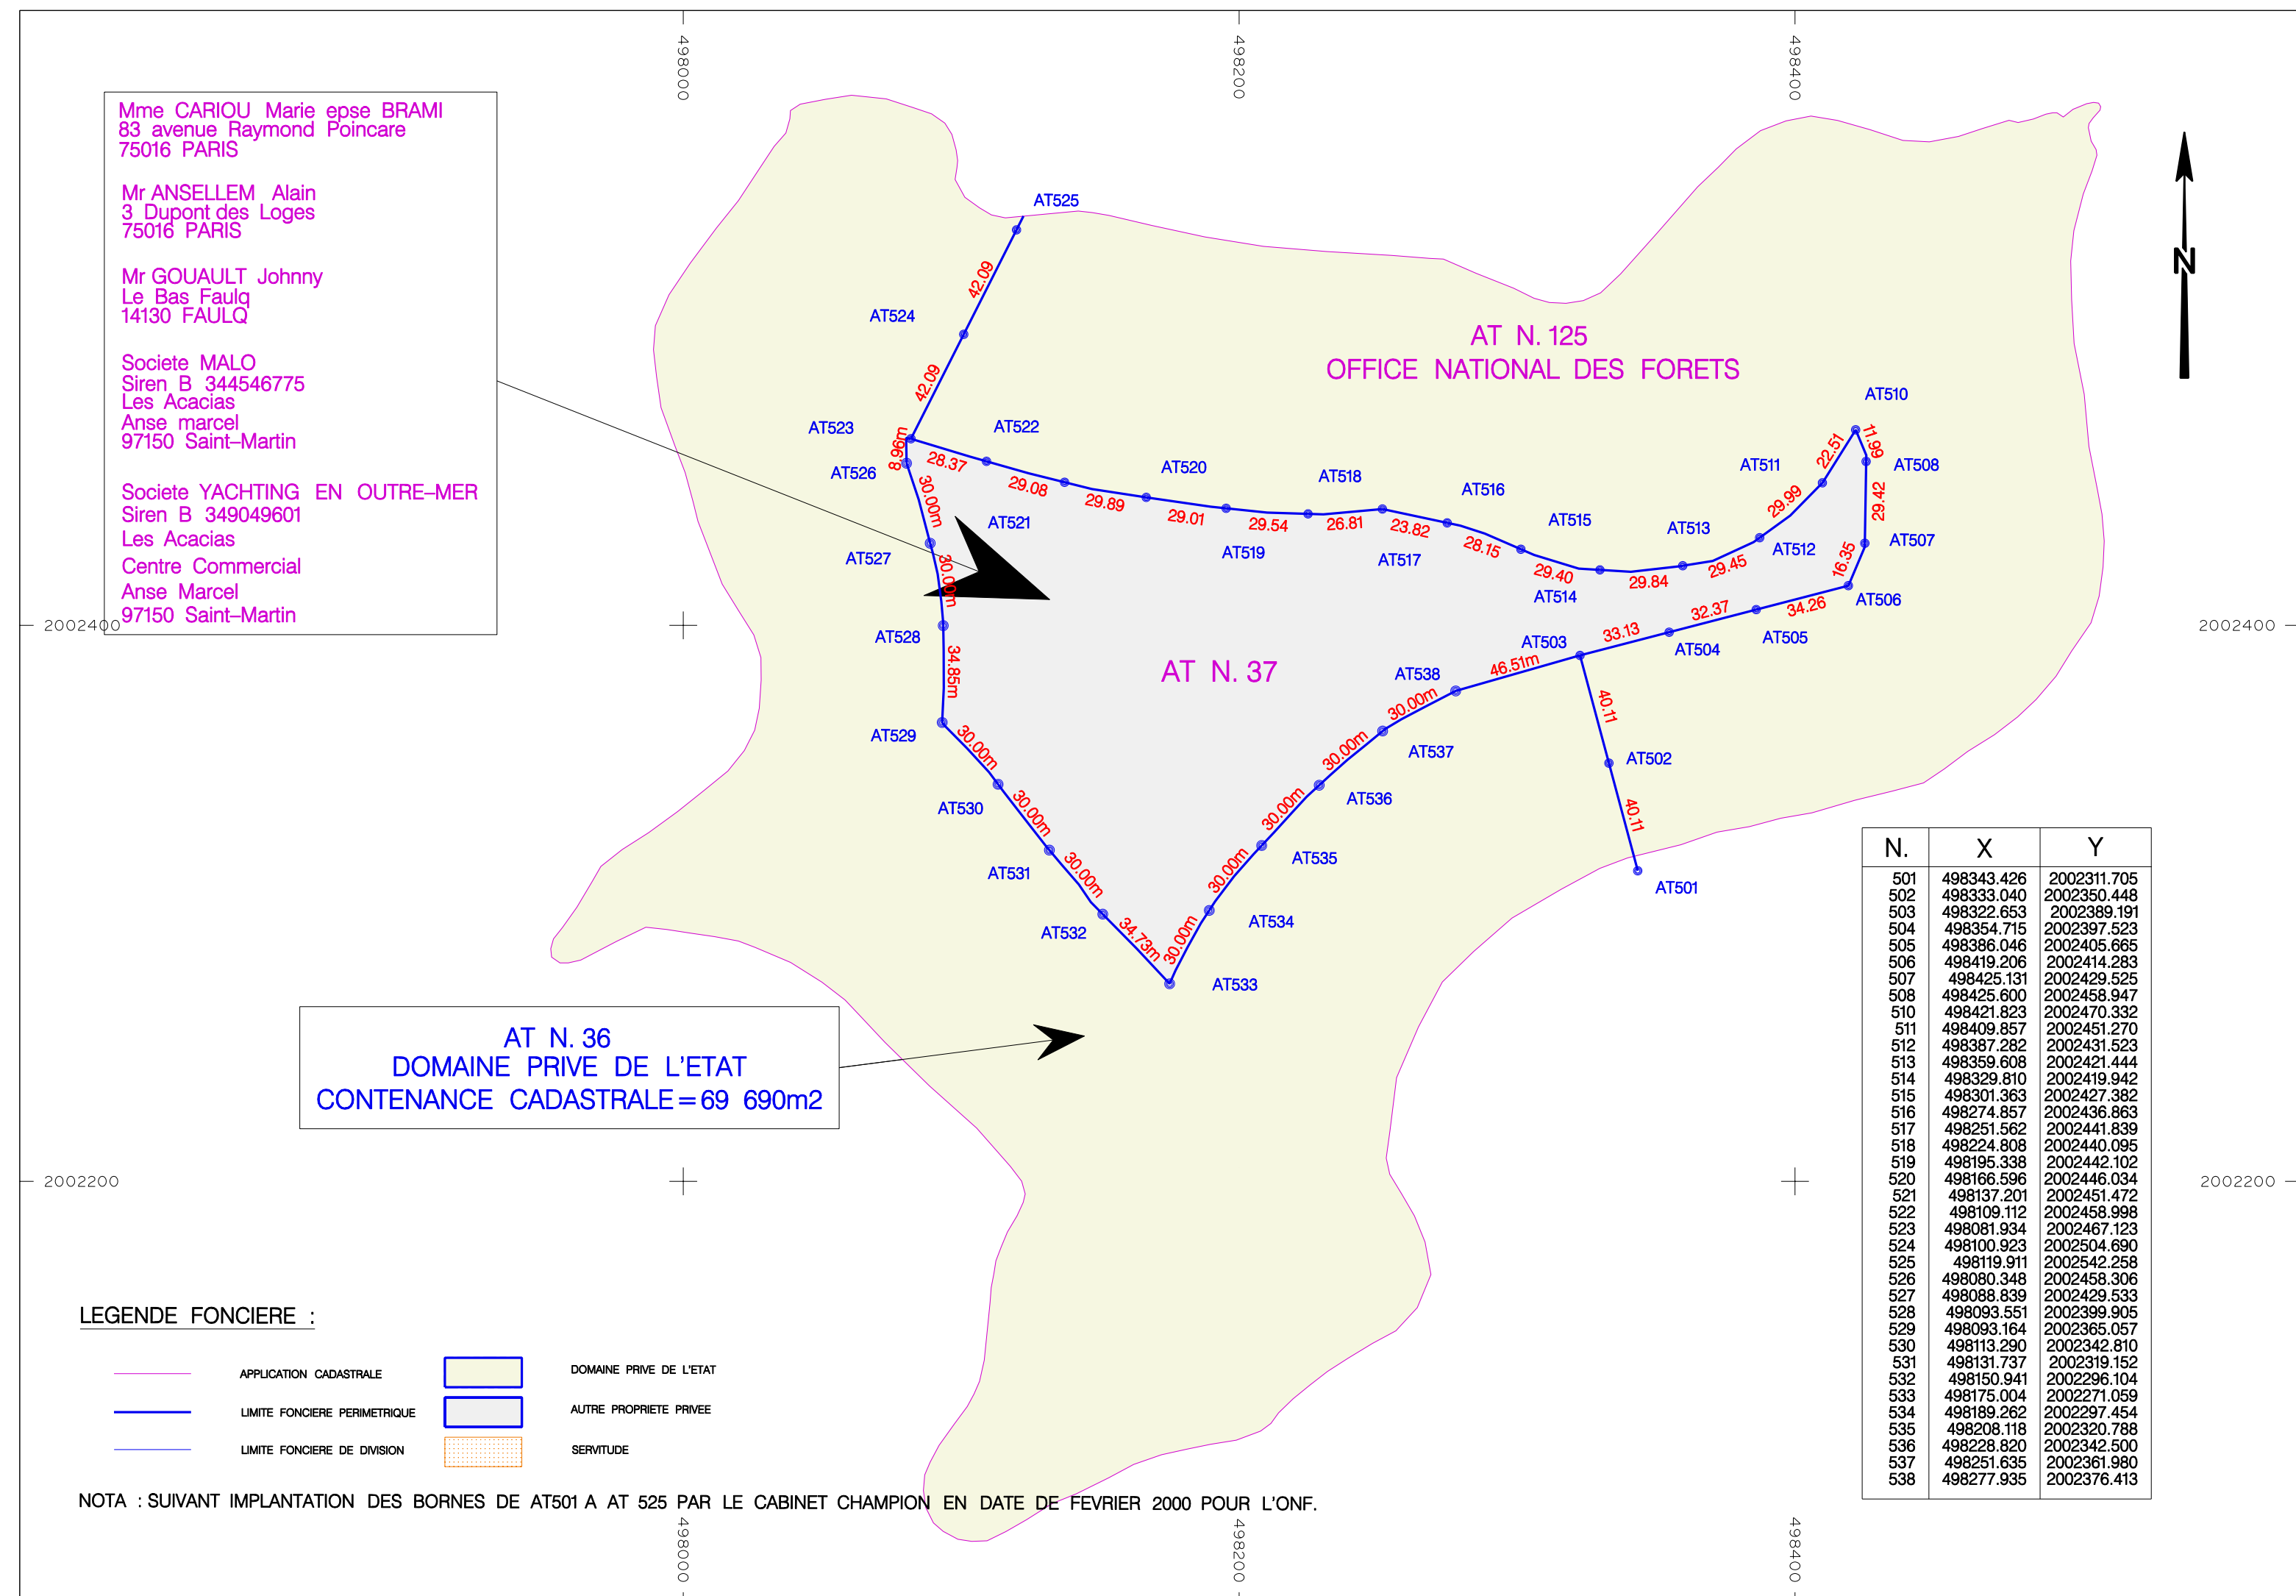 498000
498200
498400
Mme CARIOU Marie epse BRAMI
83 avenue Raymond Poincare
75016 PARIS
Mr ANSELLEM Alain
3 Dupont des Loges
75016 PARIS
Mr GOUAULT Johnny
Le Bas Faulq
14130 FAULQ
Societe MALO
Siren B 344546775
Les Acacias
Anse marcel
97150 Saint–Martin
Societe YACHTING EN OUTRE–MER
Siren B 349049601
Les Acacias
Centre Commercial
Anse Marcel
97150 Saint–Martin
N
AT N. 125
OFFICE NATIONAL DES FORETS
AT525
42.09
AT524
42.09
AT523
AT522
8.96m
28.37
AT526
29.08
AT520
29.89
AT518
AT516
AT510
11.99
22.51
AT511
AT508
30.00m
AT521
29.01
29.54
26.81
23.82
AT515
29.99
29.42
AT527
AT519
AT517
28.15
AT513
AT512
AT507
30.00m
29.40
29.84
29.45
16.35
AT514
34.26
AT506
32.37
AT505
2002400
2002400
AT528
AT503
33.13
AT504
34.85m
AT N. 37
AT538
46.51m
AT529
30.00m
30.00m
40.11
AT537
AT502
30.00m
AT530
30.00m
AT536
30.00m
40.11
AT531
30.00m
AT535
30.00m
AT501
AT532
34.73m
AT534
30.00m
AT533
AT N. 36
DOMAINE PRIVE DE L'ETAT
CONTENANCE CADASTRALE=69 690m2
2002200
2002200
N. X Y
501 498343.426 2002311.705
502 498333.040 2002350.448
503 498322.653 2002389.191
504 498354.715 2002397.523
505 498386.046 2002405.665
506 498419.206 2002414.283
507 498425.131 2002429.525
508 498425.600 2002458.947
510 498421.823 2002470.332
511 498409.857 2002451.270
512 498387.282 2002431.523
513 498359.608 2002421.444
514 498329.810 2002419.942
515 498301.363 2002427.382
516 498274.857 2002436.863
517 498251.562 2002441.839
518 498224.808 2002440.095
519 498195.338 2002442.102
520 498166.596 2002446.034
521 498137.201 2002451.472
522 498109.112 2002458.998
523 498081.934 2002467.123
524 498100.923 2002504.690
525 498119.911 2002542.258
526 498080.348 2002458.306
527 498088.839 2002429.533
528 498093.551 2002399.905
529 498093.164 2002365.057
530 498113.290 2002342.810
531 498131.737 2002319.152
532 498150.941 2002296.104
533 498175.004 2002271.059
534 498189.262 2002297.454
535 498208.118 2002320.788
536 498228.820 2002342.500
537 498251.635 2002361.980
538 498277.935 2002376.413
LEGENDE FONCIERE :
APPLICATION CADASTRALE
LIMITE FONCIERE PERIMETRIQUE
LIMITE FONCIERE DE DIVISION
DOMAINE PRIVE DE L'ETAT
AUTRE PROPRIETE PRIVEE
SERVITUDE
NOTA : SUIVANT IMPLANTATION DES BORNES DE AT501 A AT 525 PAR LE CABINET CHAMPION EN DATE DE FEVRIER 2000 POUR L'ONF.
498000
498200
498400